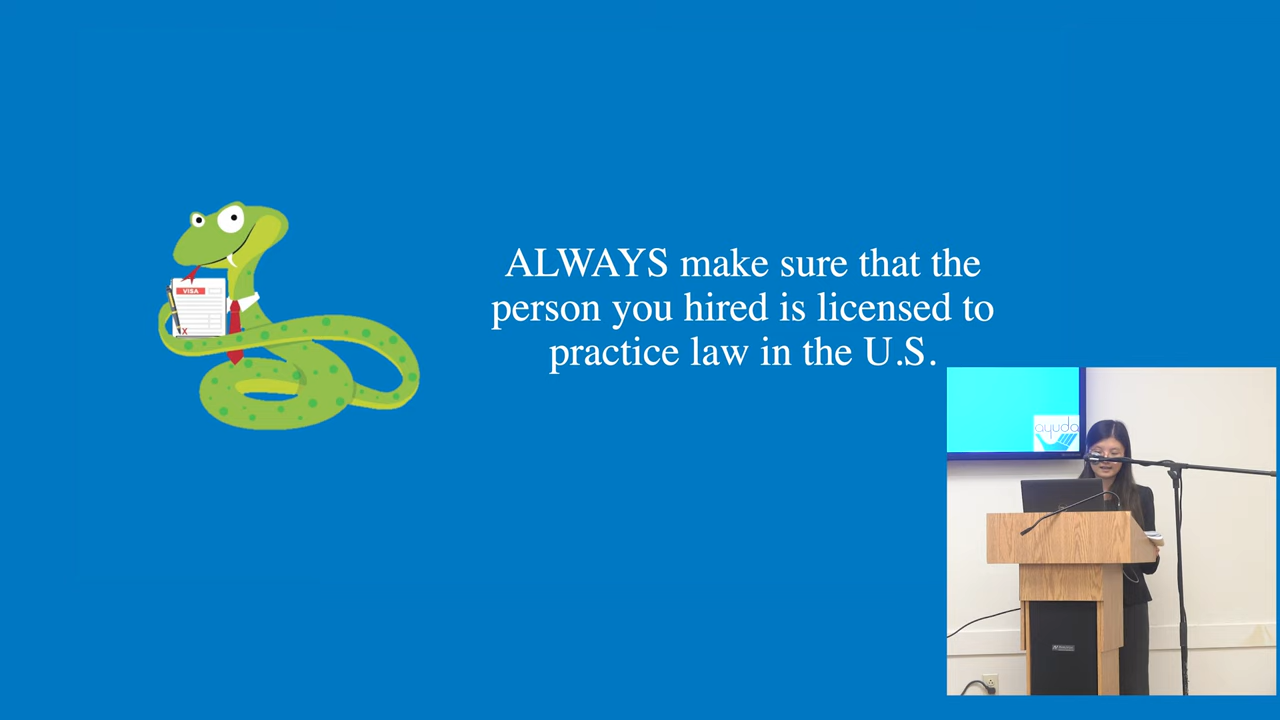 ALWAYS make sure that the
person you hired is licensed to
practice law in the U.S.
VISA
X
ayuda